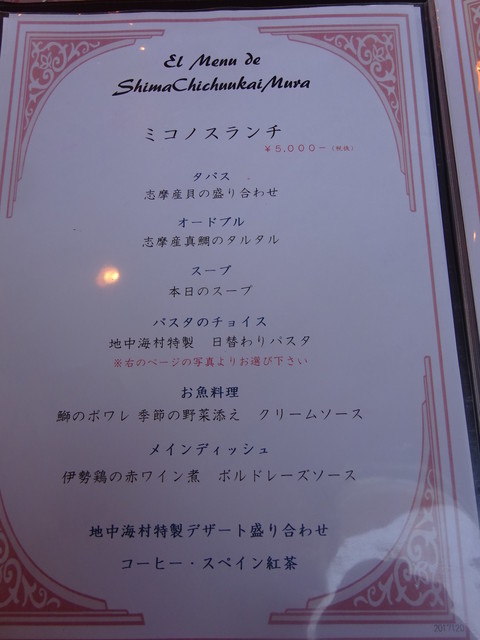 El Menu de
ShimaChichuukaiMura
ミコノスランチ
¥5,000-(税抜)
タパス
志摩産貝の盛り合わせ
オードブル
志摩産真鯛のタルタル
スープ
本日のスープ
パスタのチョイス
地中海村特製 日替わりパスタ
※右のページの写真よりお選び下さい
お魚料理
鰤のポワレ 季節の野菜添え クリームソース
メインディッシュ
伊勢鶏の赤ワイン煮 ボルドレーズソース
地中海村特製デザート盛り合わせ
コーヒー・スペイン紅茶